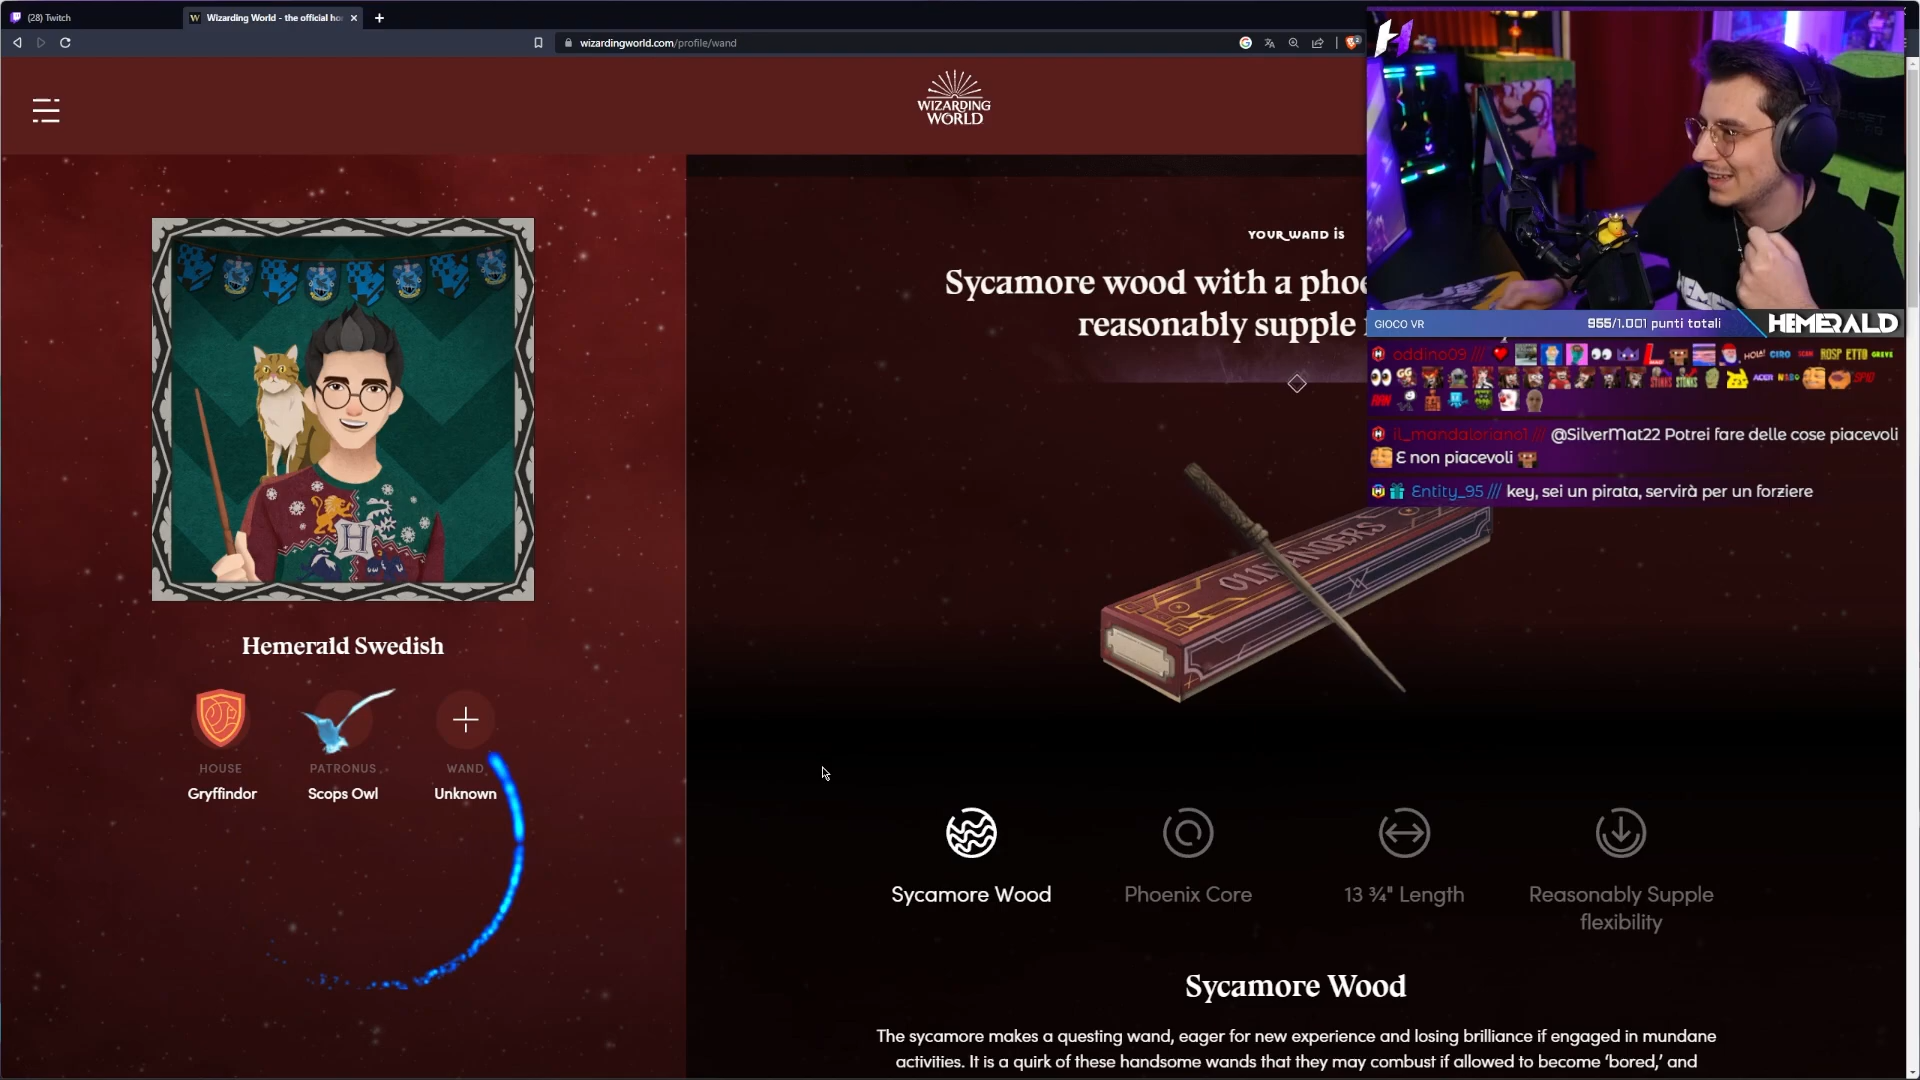 (28) Twitch
Wizarding World - the official ho
wizardingworld.com/profile/wand
WIZARDING
WORLD
YOUR WAND IS
Sycamore wood with a phoe
reasonably supple
OLLIVANDERS
H
Hemerald Swedish
HOUSE
PATRONUS
WAND
Gryffindor
Scops Owl
Unknown
GIOCO VR
955/1.001 punti totali
HEMERALD
oddino09 ///
il_mandaloriano1 /// @SilverMat22 Potrei fare delle cose piacevoli
E non piacevoli
Entity_95 /// key, sei un pirata, servirà per un forziere
Sycamore Wood
Phoenix Core
13 ¾" Length
Reasonably Supple
flexibility
Sycamore Wood
The sycamore makes a questing wand, eager for new experience and losing brilliance if engaged in mundane
activities. It is a quirk of these handsome wands that they may combust if allowed to become ‘bored,’ and